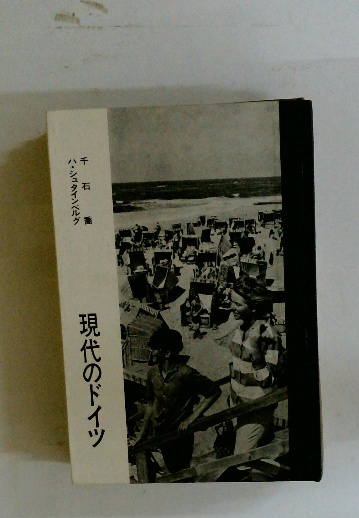 千石喬
ハ・シュタインベルグ
現代のドイツ